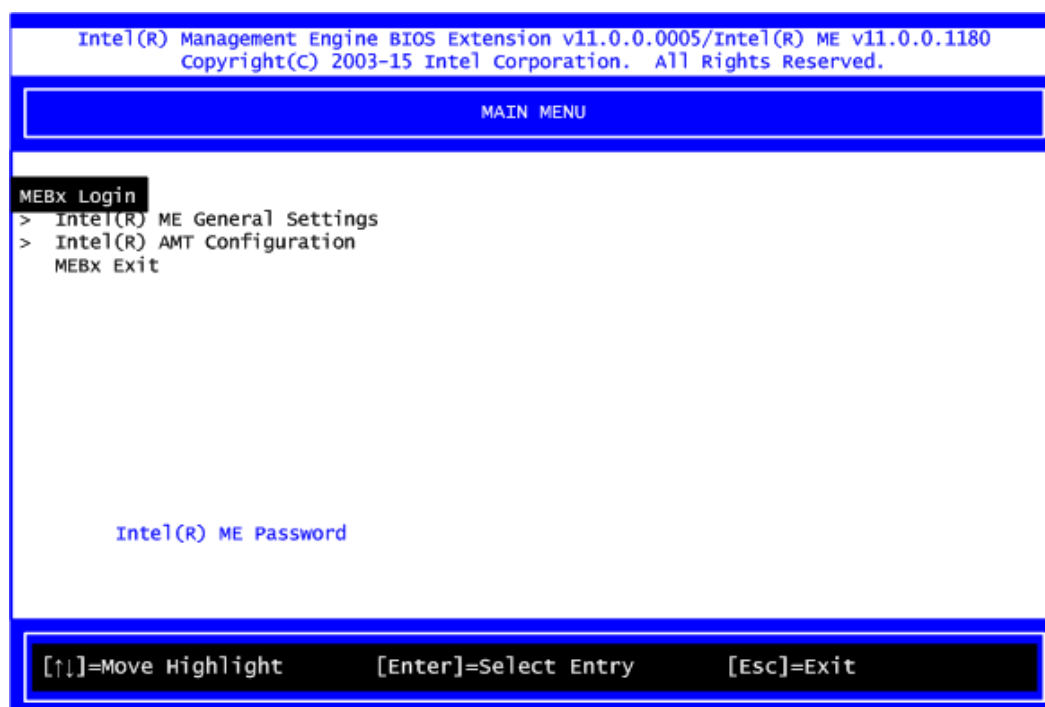 Intel(R) Management Engine BIOS Extension v11.0.0.0005/Intel(R) ME v11.0.0.1180
Copyright(C) 2003-15 Intel Corporation.  All Rights Reserved.
MAIN MENU
MEBx Login
>  Intel(R) ME General Settings
>  Intel(R) AMT Configuration
MEBx Exit
Intel(R) ME Password
[↑↓]=Move Highlight [Enter]=Select Entry [Esc]=Exit